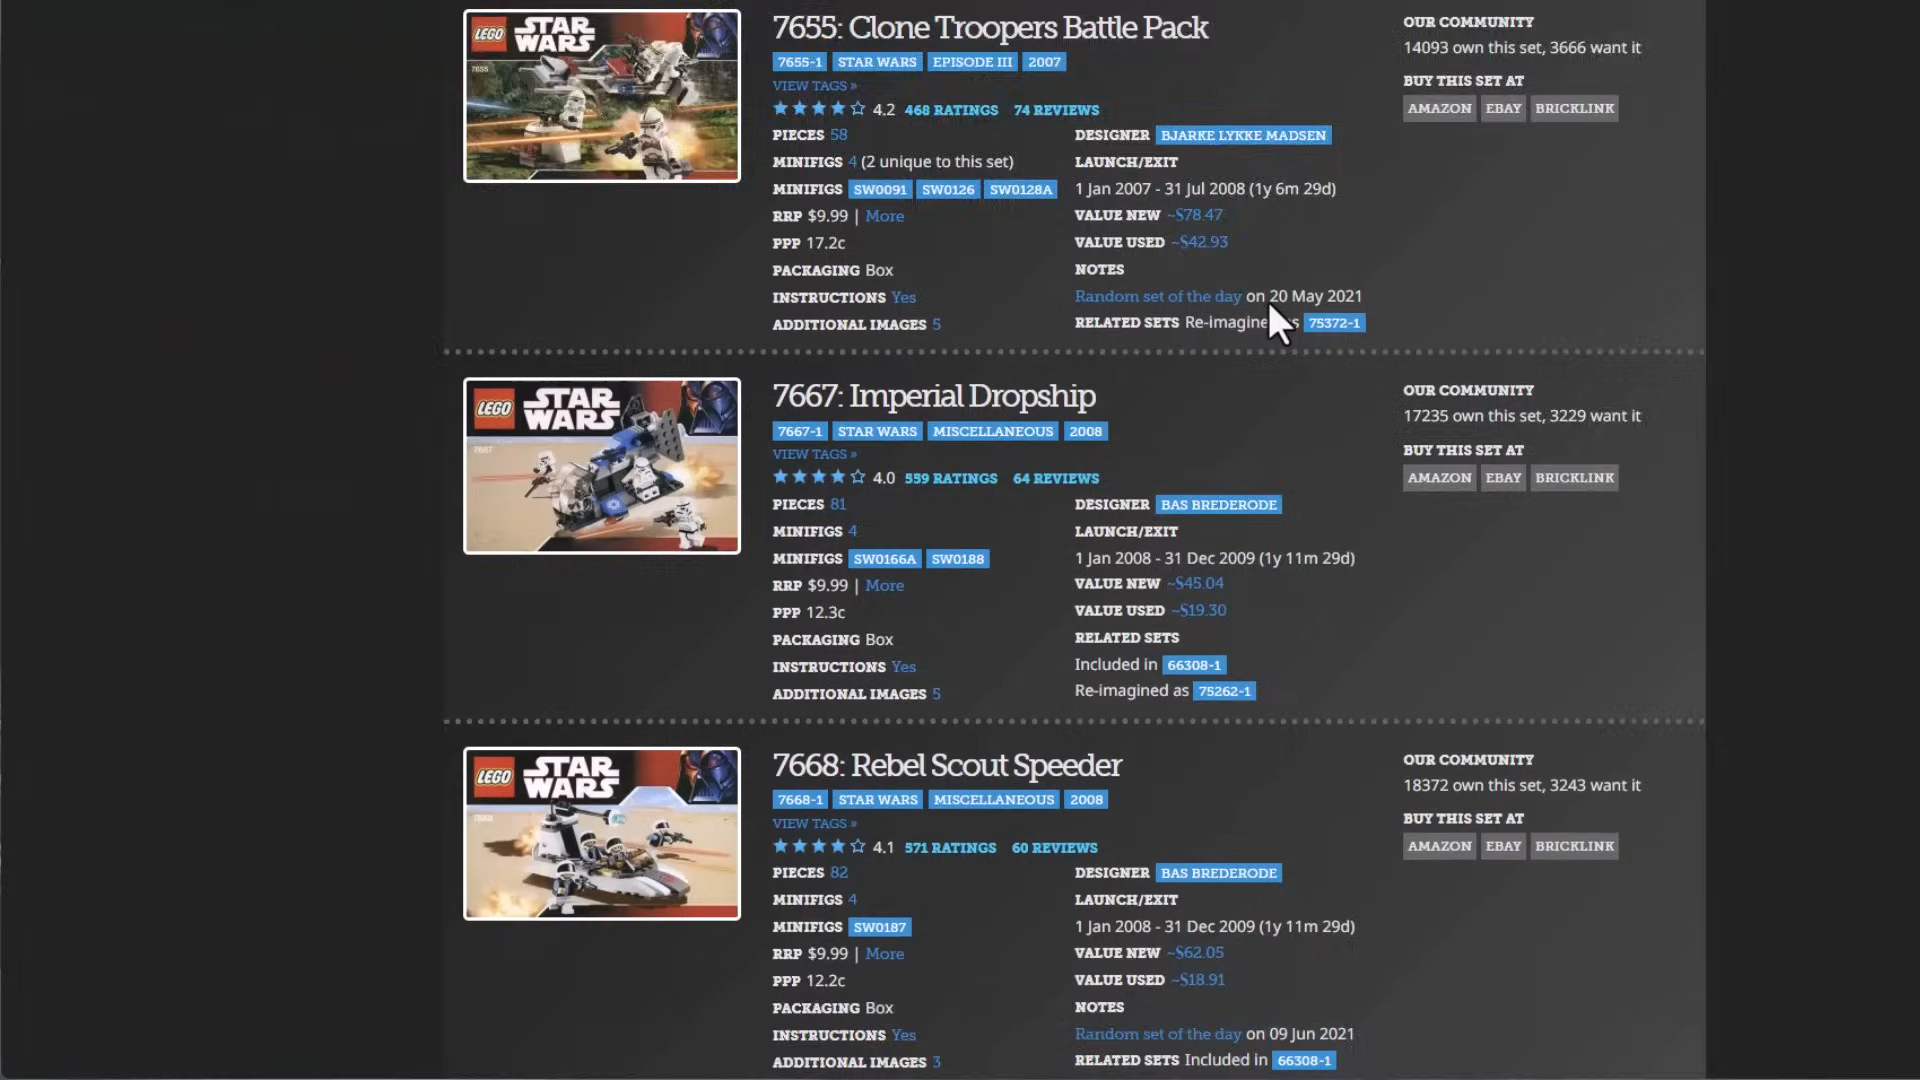 LEGO STAR WARS
7655
7655: Clone Troopers Battle Pack
7655-1 STAR WARS EPISODE III 2007
VIEW TAGS »
4.2 468 RATINGS 74 REVIEWS
PIECES 58
MINIFIGS 4 (2 unique to this set)
MINIFIGS SW0091 SW0126 SW0128A
RRP $9.99 | More
PPP 17.2c
PACKAGING Box
INSTRUCTIONS Yes
ADDITIONAL IMAGES 5
DESIGNER BJARKE LYKKE MADSEN
LAUNCH/EXIT
1 Jan 2007 - 31 Jul 2008 (1y 6m 29d)
VALUE NEW ~$78.47
VALUE USED ~$42.93
NOTES
Random set of the day on 20 May 2021
RELATED SETS Re-imagined as 75372-1
OUR COMMUNITY
14093 own this set, 3666 want it
BUY THIS SET AT
AMAZON EBAY BRICKLINK
LEGO STAR WARS
7667
7667: Imperial Dropship
7667-1 STAR WARS MISCELLANEOUS 2008
VIEW TAGS »
4.0 559 RATINGS 64 REVIEWS
PIECES 81
MINIFIGS 4
MINIFIGS SW0166A SW0188
RRP $9.99 | More
PPP 12.3c
PACKAGING Box
INSTRUCTIONS Yes
ADDITIONAL IMAGES 5
DESIGNER BAS BREDERODE
LAUNCH/EXIT
1 Jan 2008 - 31 Dec 2009 (1y 11m 29d)
VALUE NEW ~$45.04
VALUE USED ~$19.30
RELATED SETS
Included in 66308-1
Re-imagined as 75262-1
OUR COMMUNITY
17235 own this set, 3229 want it
BUY THIS SET AT
AMAZON EBAY BRICKLINK
LEGO STAR WARS
7668
7668: Rebel Scout Speeder
7668-1 STAR WARS MISCELLANEOUS 2008
VIEW TAGS »
4.1 571 RATINGS 60 REVIEWS
PIECES 82
MINIFIGS 4
MINIFIGS SW0187
RRP $9.99 | More
PPP 12.2c
PACKAGING Box
INSTRUCTIONS Yes
ADDITIONAL IMAGES 3
DESIGNER BAS BREDERODE
LAUNCH/EXIT
1 Jan 2008 - 31 Dec 2009 (1y 11m 29d)
VALUE NEW ~$62.05
VALUE USED ~$18.91
NOTES
Random set of the day on 09 Jun 2021
RELATED SETS Included in 66308-1
OUR COMMUNITY
18372 own this set, 3243 want it
BUY THIS SET AT
AMAZON EBAY BRICKLINK